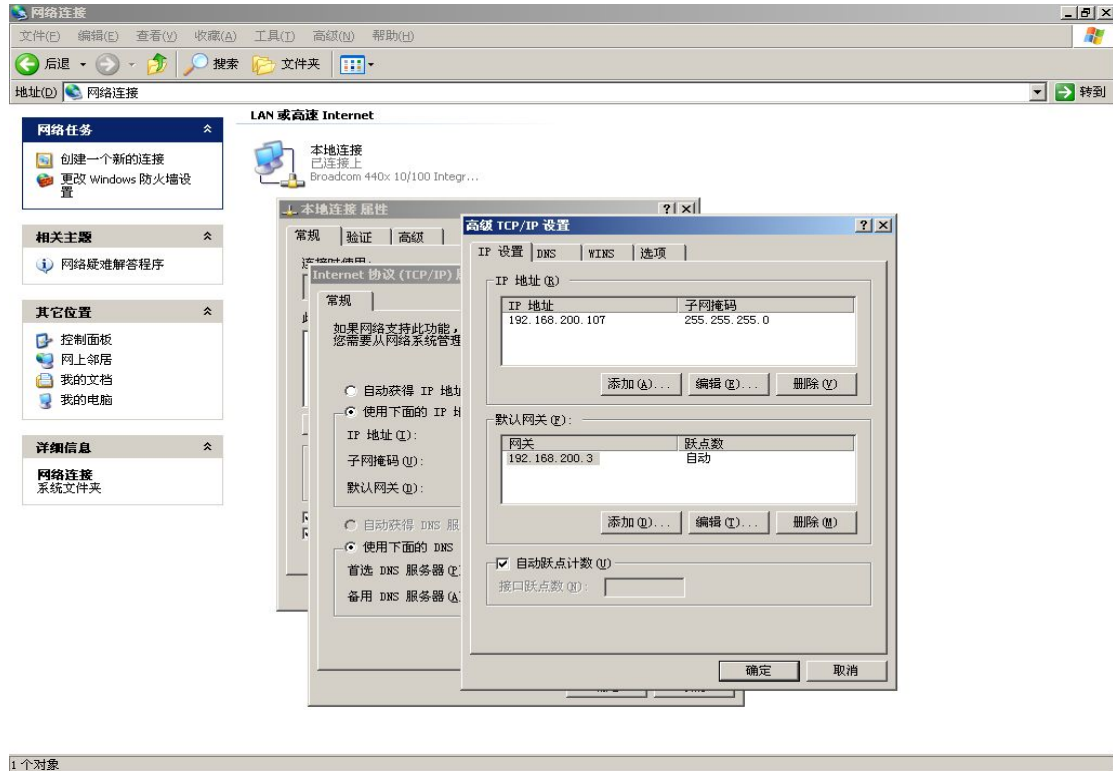 网络连接
文件(F) 编辑(E) 查看(V) 收藏(A) 工具(T) 高级(N) 帮助(H)
后退 搜索 文件夹
地址(D) 网络连接 转到
网络任务
创建一个新的连接
更改 Windows 防火墙设
置
相关主题
网络疑难解答程序
其它位置
控制面板
网上邻居
我的文档
我的电脑
详细信息
网络连接
系统文件夹
LAN 或高速 Internet
本地连接
已连接上
Broadcom 440x 10/100 Integr...
本地连接 属性
常规 验证 高级
连接时使用:
Internet 协议 (TCP/IP)
常规
如果网络支持此功能,
您需要从网络系统管理
自动获得 IP 地
使用下面的 IP
IP 地址(I):
子网掩码(U):
默认网关(D):
自动获得 DNS 服
使用下面的 DNS
首选 DNS 服务器(P)
备用 DNS 服务器(A)
高级 TCP/IP 设置
IP 设置 DNS WINS 选项
IP 地址(R)
IP 地址 子网掩码
192.168.200.107 255.255.255.0
添加(A)... 编辑(E)... 删除(V)
默认网关(F):
网关 跃点数
192.168.200.3 自动
添加(D)... 编辑(T)... 删除(M)
自动跃点计数(U)
接口跃点数(N):
确定 取消
1 个对象